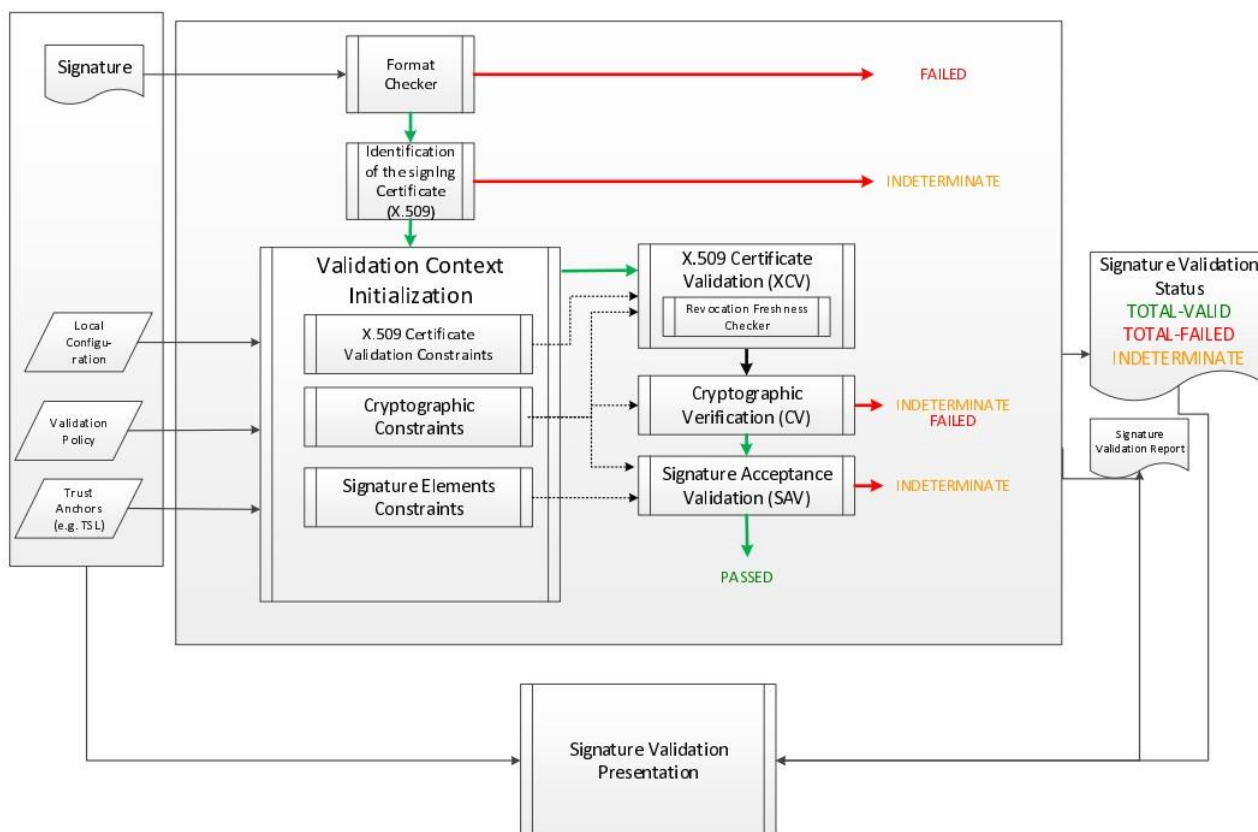 Signature
Format
Checker
FAILED
Identification
of the signIng
Certificate
(X.509)
INDETERMINATE
Validation Context
Initialization
X.509 Certificate
Validation Constraints
Cryptographic
Constraints
Signature Elements
Constraints
Local
Configu-
ration
Validation
Policy
Trust
Anchors
(e.g. TSL)
X.509 Certificate
Validation (XCV)
Revocation Freshness
Checker
Cryptographic
Verification (CV)
INDETERMINATE
FAILED
Signature Acceptance
Validation (SAV)
INDETERMINATE
PASSED
Signature Validation
Status
TOTAL-VALID
TOTAL-FAILED
INDETERMINATE
Signature
Validation Report
Signature Validation
Presentation